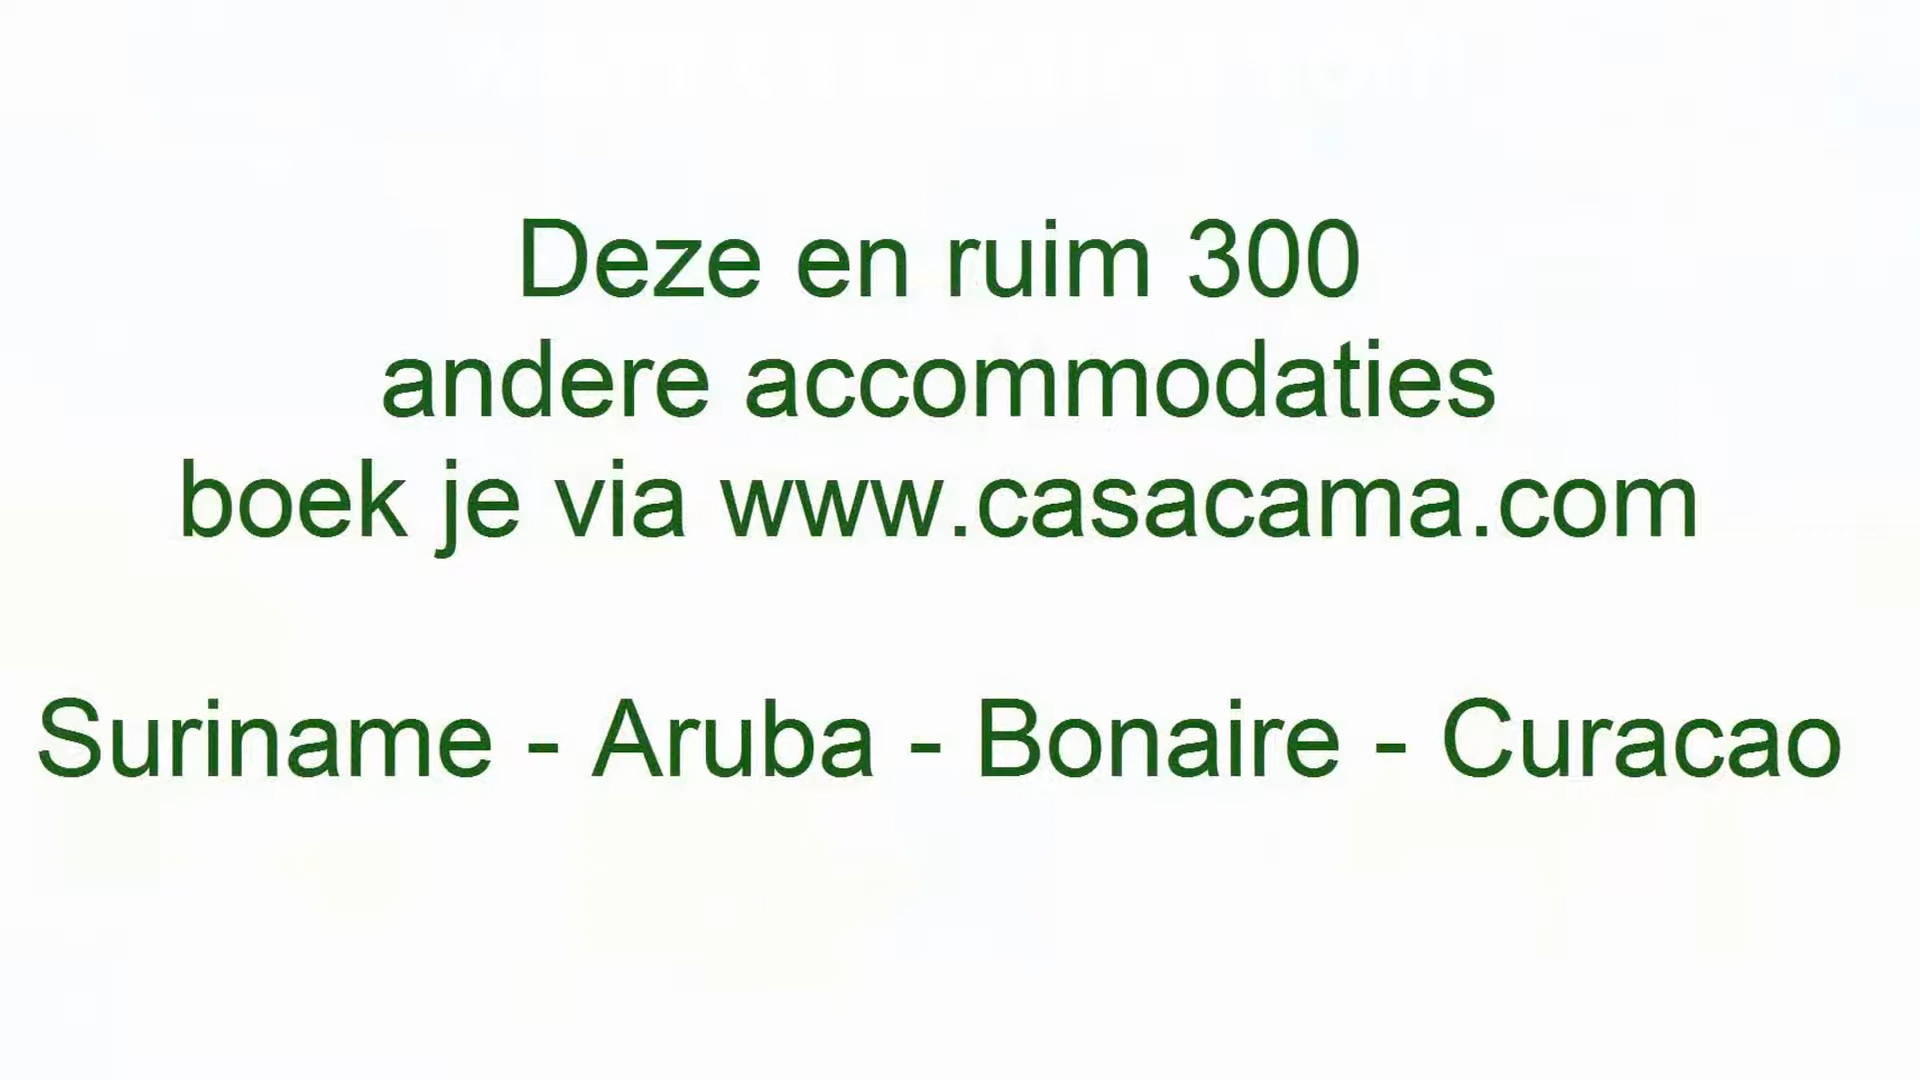 Deze en ruim 300
andere accommodaties
boek je via www.casacama.com
Suriname - Aruba - Bonaire - Curacao